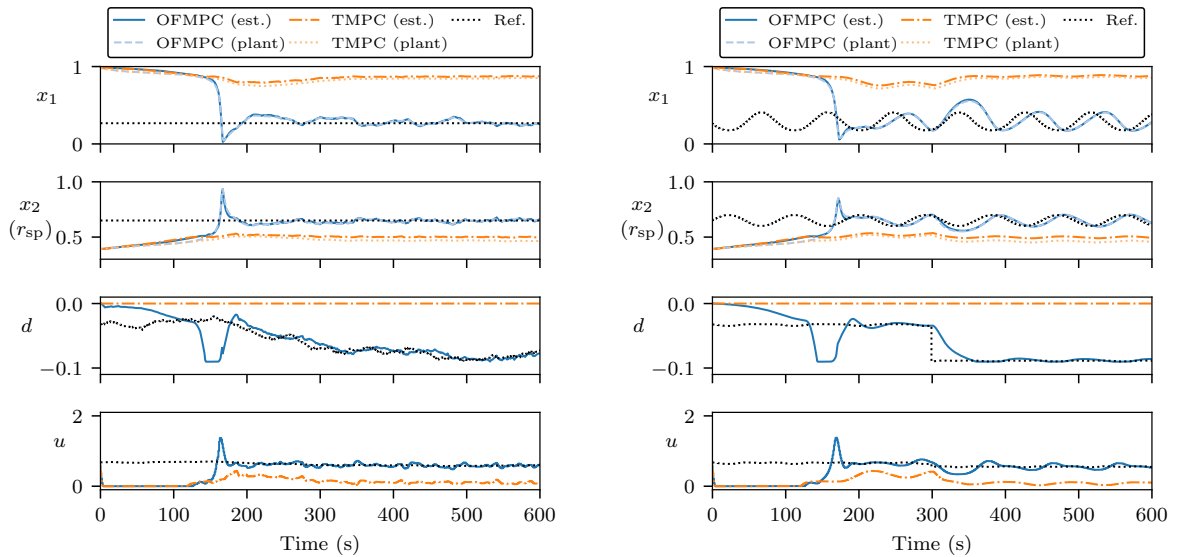 OFMPC (est.) TMPC (est.) Ref.
OFMPC (plant) TMPC (plant)
1
x₁
0
1.0
x₂
(r_sp)
0.5
0.0
d
−0.1
2
u
0
0 100 200 300 400 500 600
Time (s)
OFMPC (est.) TMPC (est.) Ref.
OFMPC (plant) TMPC (plant)
1
x₁
0
1.0
x₂
(r_sp)
0.5
0.0
d
−0.1
2
u
0
0 100 200 300 400 500 600
Time (s)